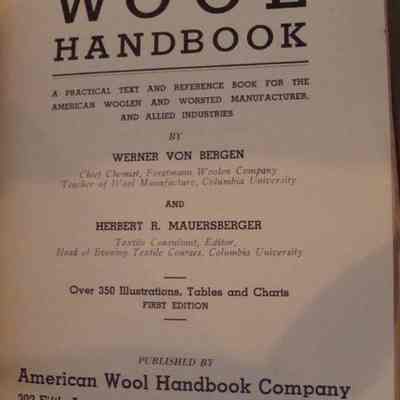 WOOL
HANDBOOK
A PRACTICAL TEXT AND REFERENCE BOOK FOR THE
AMERICAN WOOLEN AND WORSTED MANUFACTURER,
AND ALLIED INDUSTRIES
BY
WERNER VON BERGEN
Chief Chemist, Forstmann Woolen Company
Teacher of Wool Manufacture, Columbia University
AND
HERBERT R. MAUERSBERGER
Textile Consultant, Editor,
Head of Evening Textile Courses, Columbia University
Over 350 Illustrations, Tables and Charts
FIRST EDITION
PUBLISHED BY
American Wool Handbook Company
303 Fifth